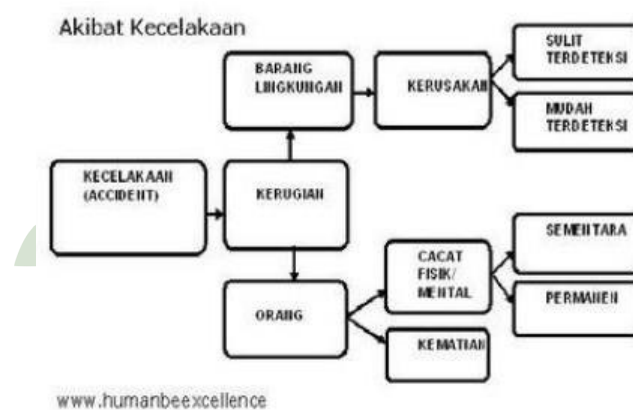 Akibat Kecelakaan
SULIT
TERDETEKSI
BARANG
LINGKUNGAN
KERUSAKAN
MUDAH
TERDETEKSI
KECELAKAAN
(ACCIDENT)
KERUGIAN
SEMENTARA
CACAT
FISIK/
MENTAL
PERMANEN
ORANG
KEMATIAN
www.humanbeexcellence